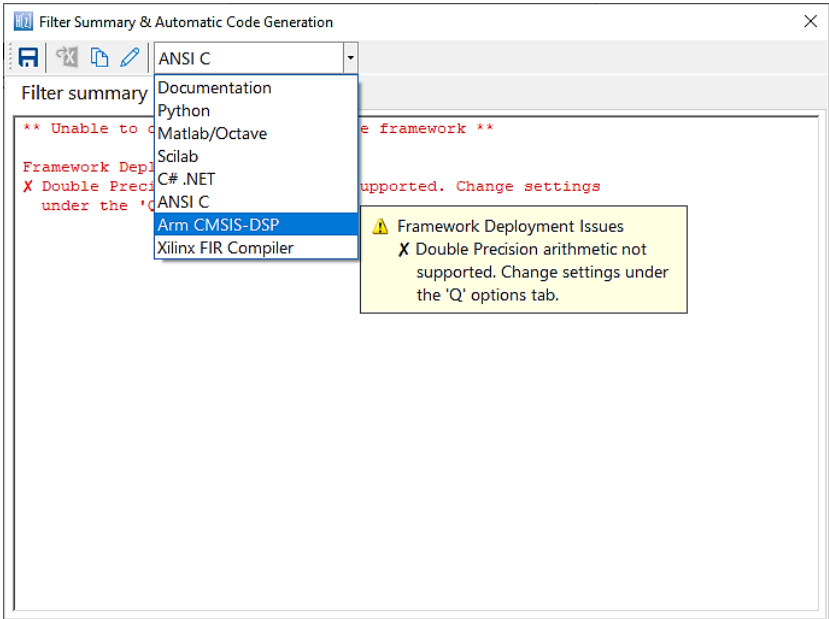 Filter Summary & Automatic Code Generation
ANSI C
Filter summary
Documentation
Python
Matlab/Octave
Scilab
C# .NET
ANSI C
Arm CMSIS-DSP
Xilinx FIR Compiler
** Unable to e framework **
Framework
✗ Double upported. Change settings
under the
Framework Deployment Issues
✗ Double Precision arithmetic not
supported. Change settings under
the 'Q' options tab.